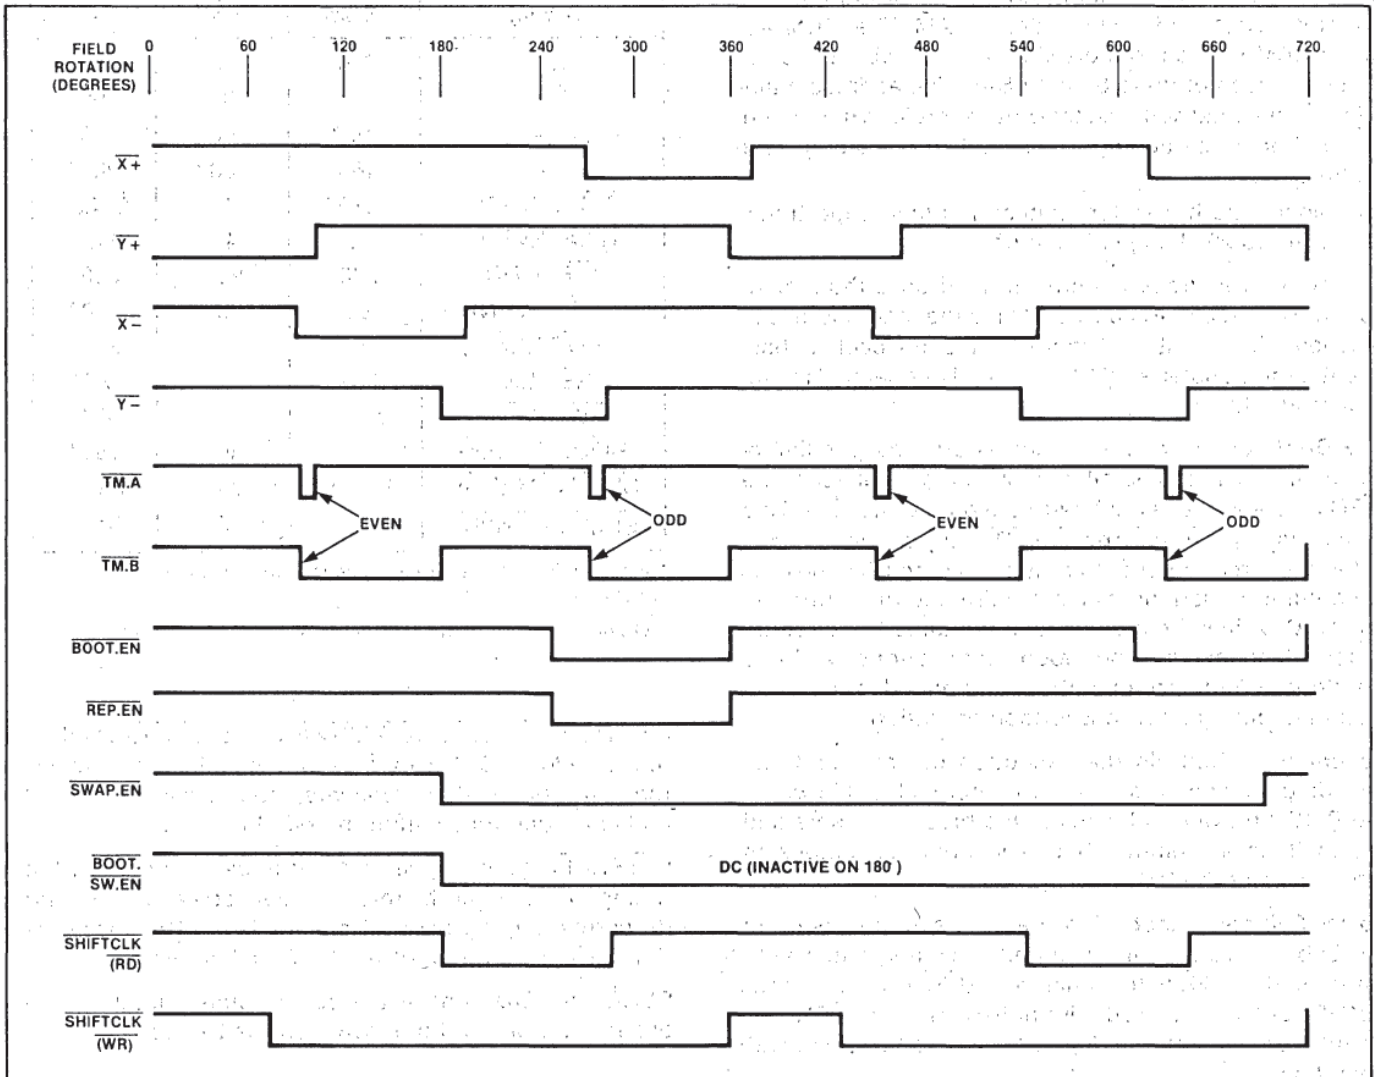 FIELD
ROTATION
(DEGREES)
0 60 120 180 240 300 360 420 480 540 600 660 720
X+
Y+
X−
Y−
TM.A
EVEN ODD EVEN ODD
TM.B
BOOT.EN
REP.EN
SWAP.EN
BOOT.
SW.EN
DC (INACTIVE ON 180°)
SHIFTCLK
(RD)
SHIFTCLK
(WR)